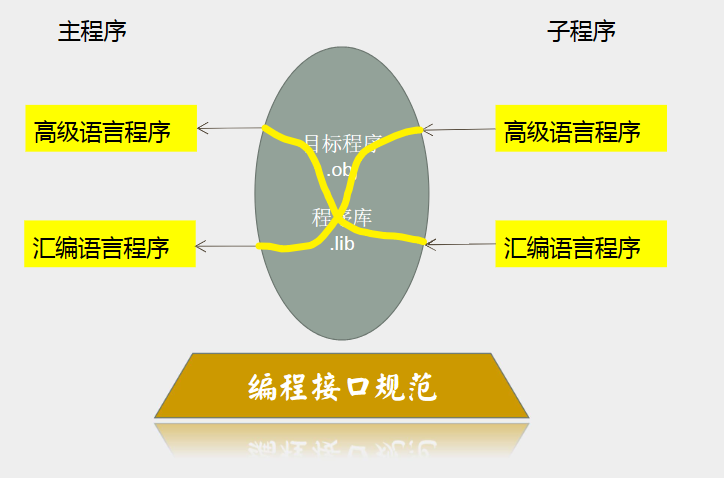 主程序
子程序
高级语言程序
目标程序
.obj
高级语言程序
汇编语言程序
程序库
.lib
汇编语言程序
编程接口规范